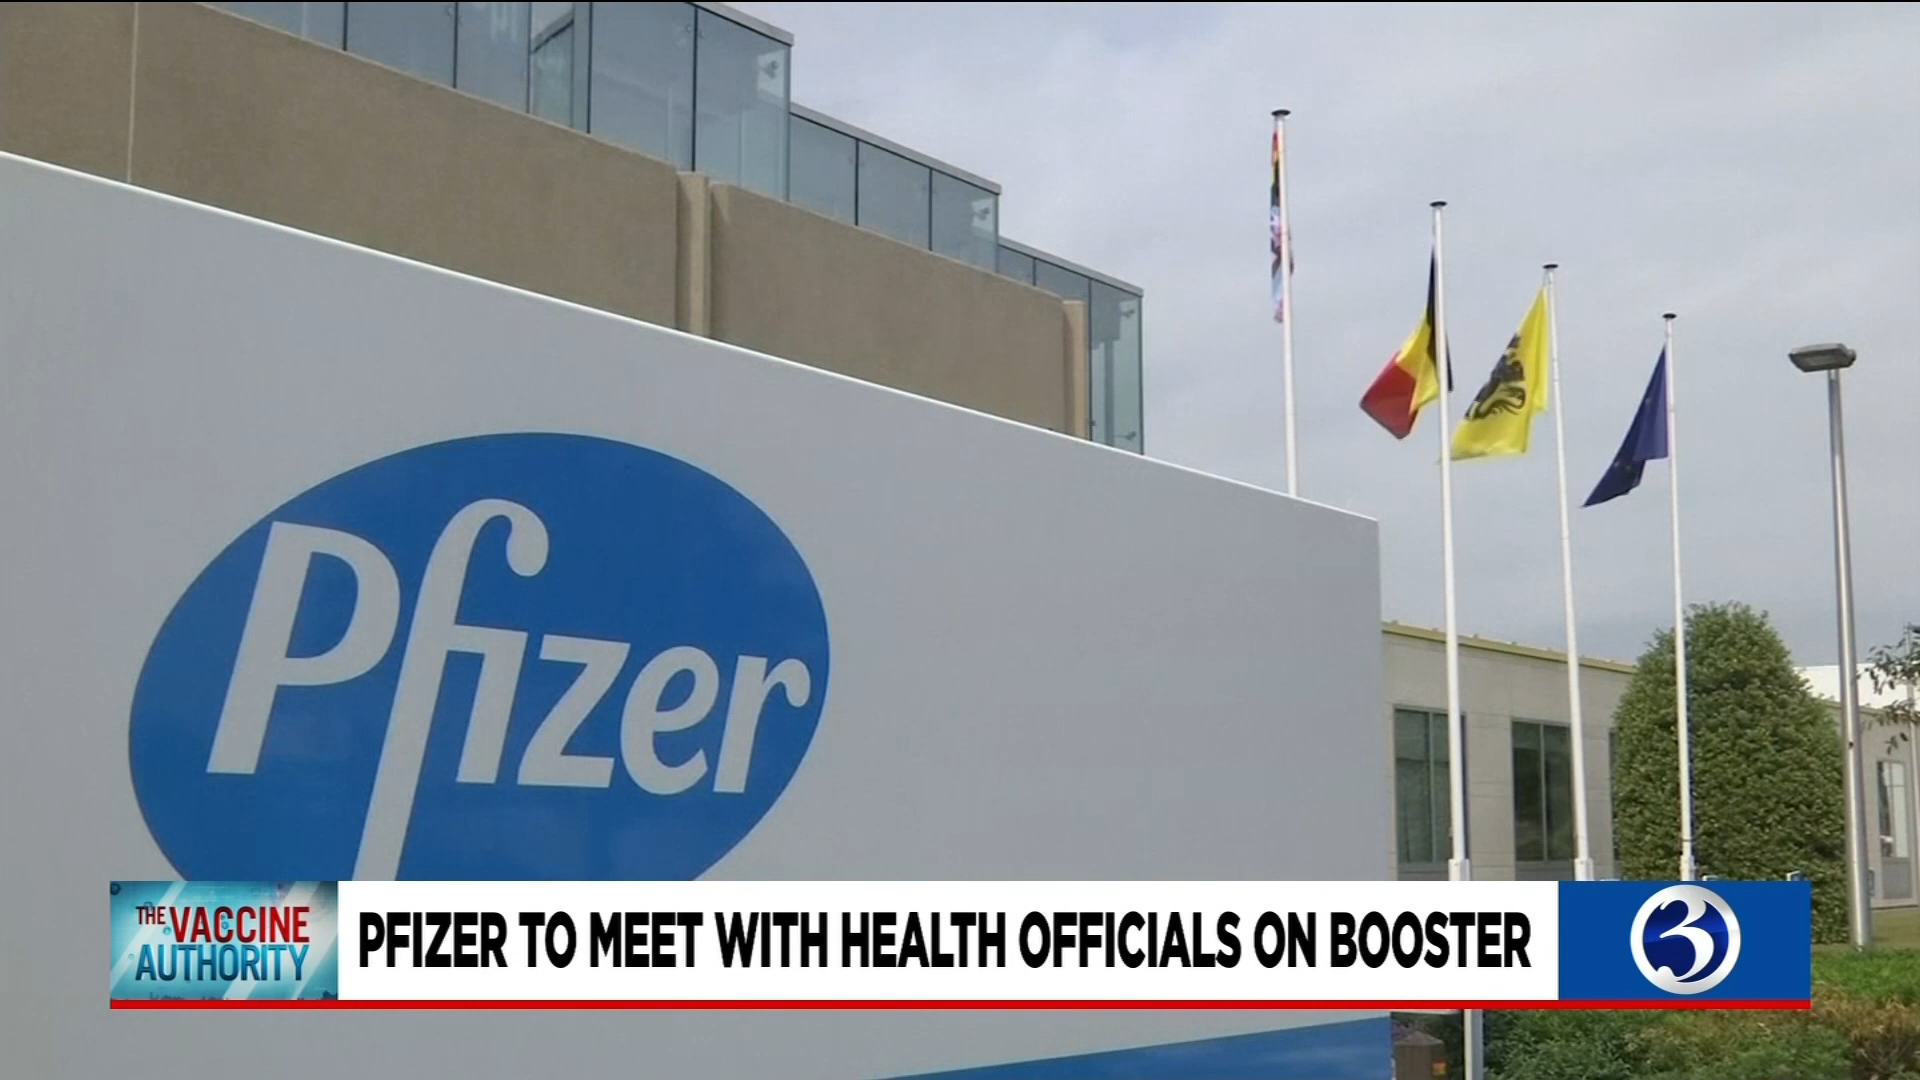 Pfizer
THE VACCINE
AUTHORITY
PFIZER TO MEET WITH HEALTH OFFICIALS ON BOOSTER
3